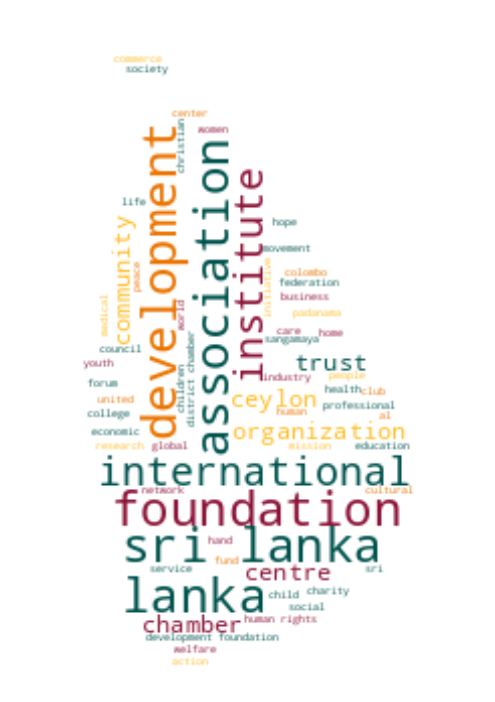 commerce
society
center
women
christian
development
association
institute
life
hope
community
movement
peace
initiative
colombo
federation
business
medical
world
padanama
care
home
sangamaya
council
chamber
youth
trust
industry
people
forum
children
district
health
club
united
ceylon
professional
college
human
al
economic
organization
research
global
mission
education
international
network
cultural
foundation
sri lanka
hand
fund
service
centre
sri
lanka
child
charity
social
chamber
human rights
development foundation
welfare
action